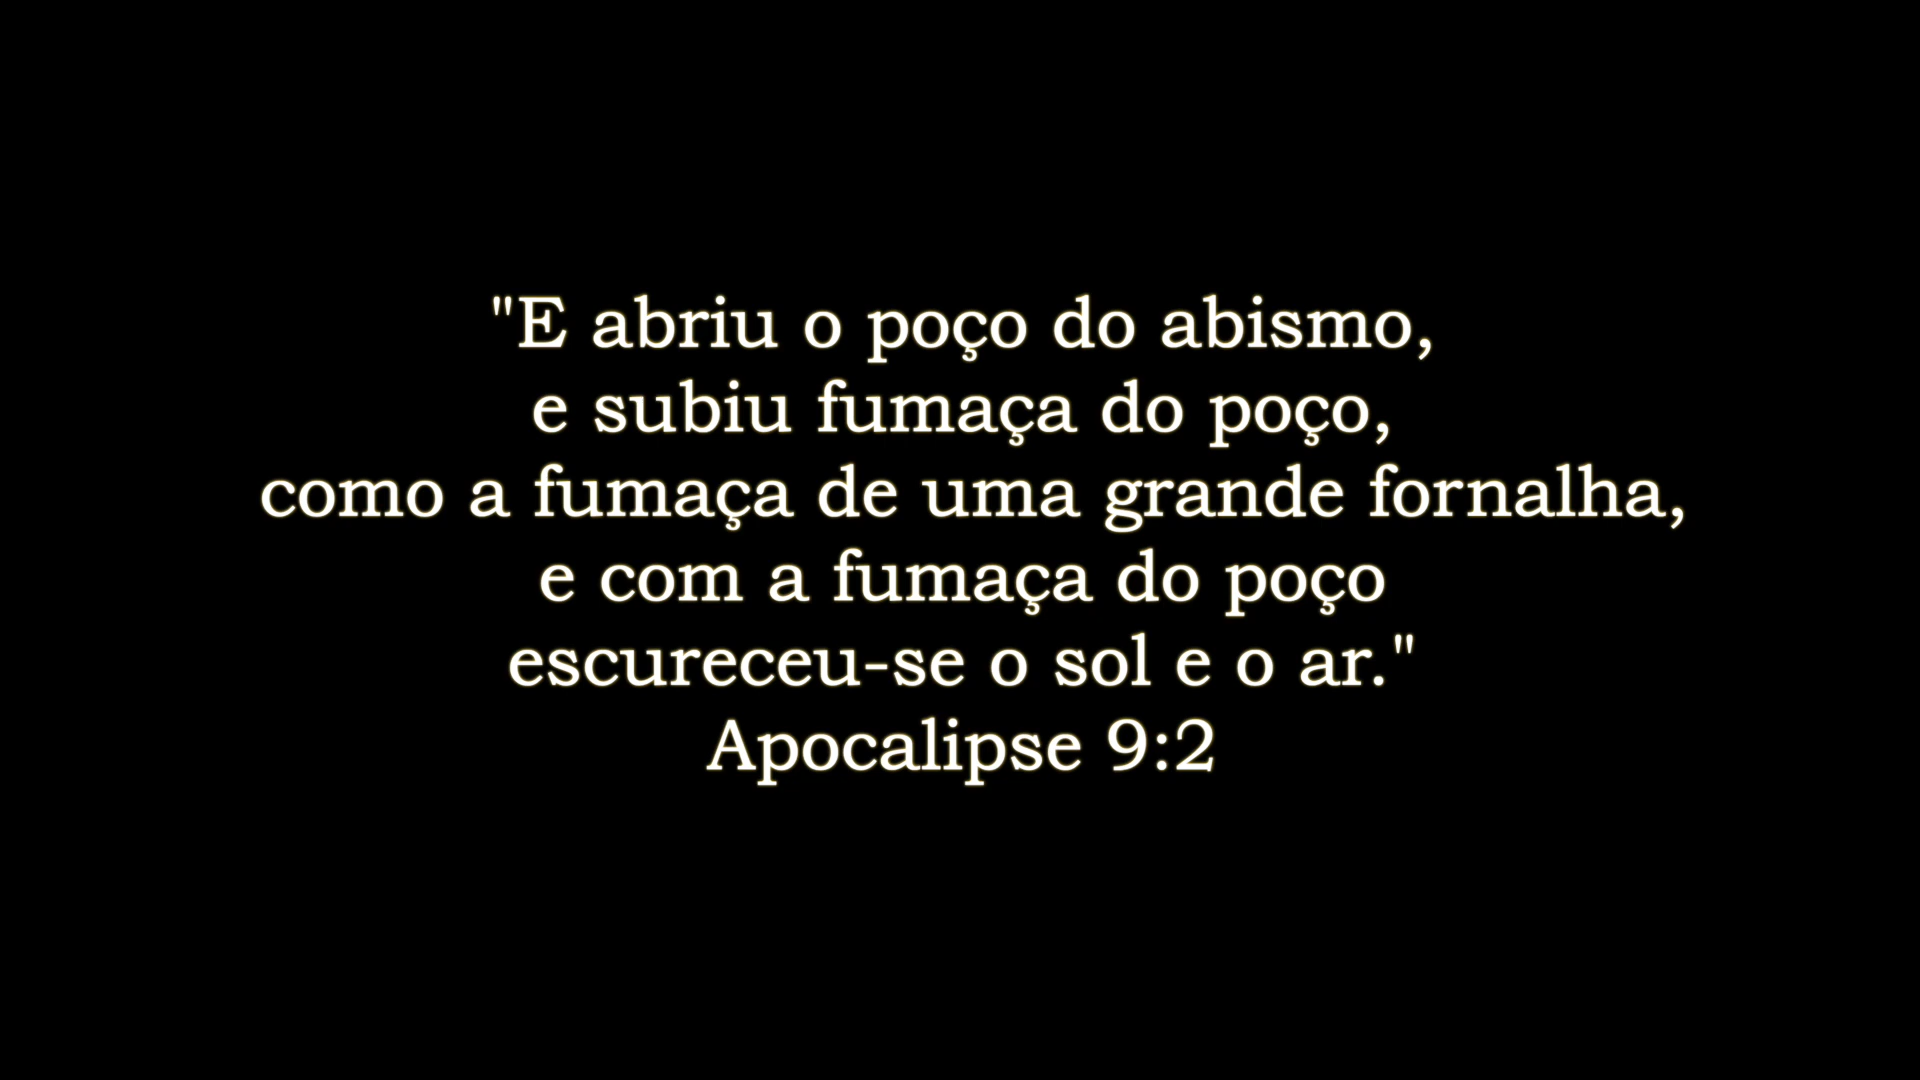 "E abriu o poço do abismo,
e subiu fumaça do poço,
como a fumaça de uma grande fornalha,
e com a fumaça do poço
escureceu-se o sol e o ar."
Apocalipse 9:2